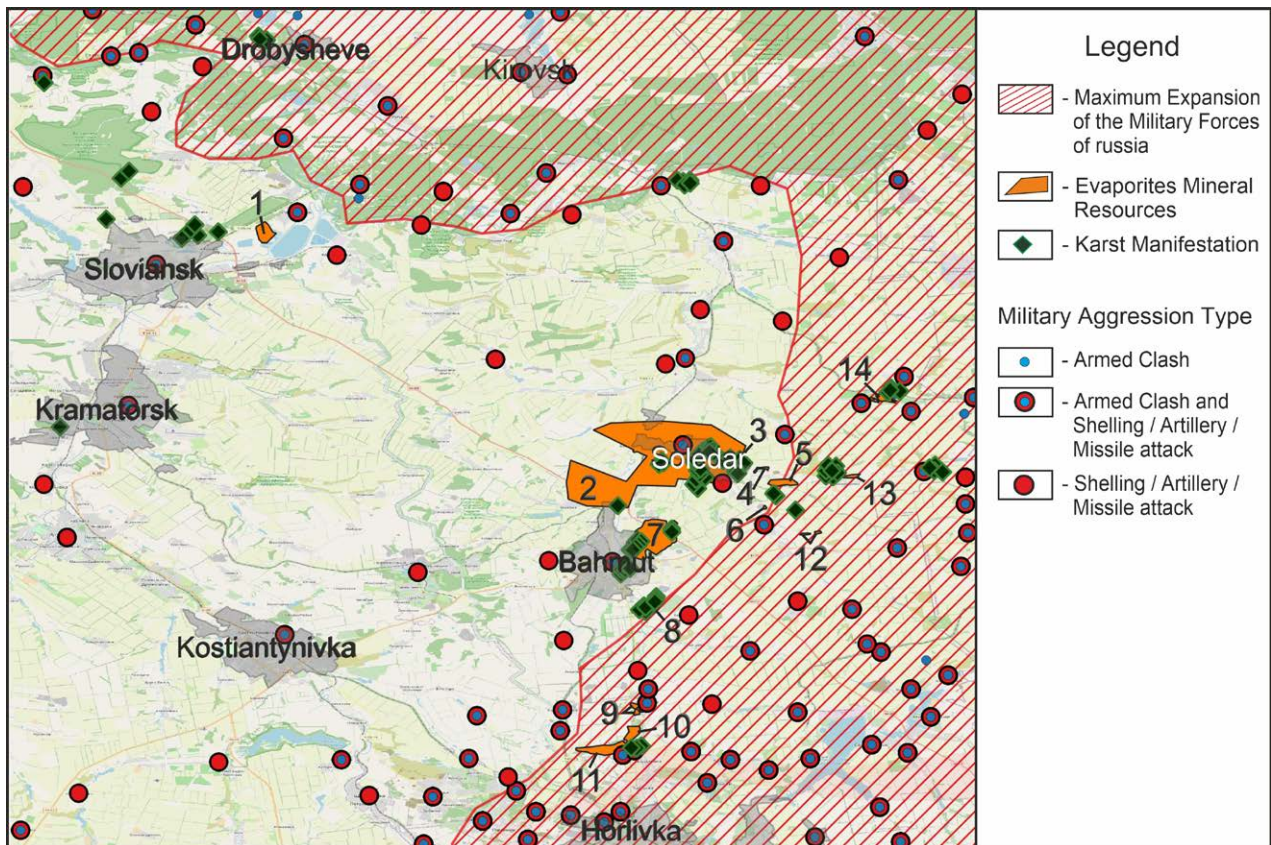 Drobysheve
Kirovsk
1
Sloviansk
Kramatorsk
14
3
Soledar
5
2
4
13
6
7
12
Bahmut
8
Kostiantynivka
9
10
11
Horlivka
Legend
- Maximum Expansion
of the Military Forces
of russia
- Evaporites Mineral
Resources
- Karst Manifestation
Military Aggression Type
- Armed Clash
- Armed Clash and
Shelling / Artillery /
Missile attack
- Shelling / Artillery /
Missile attack